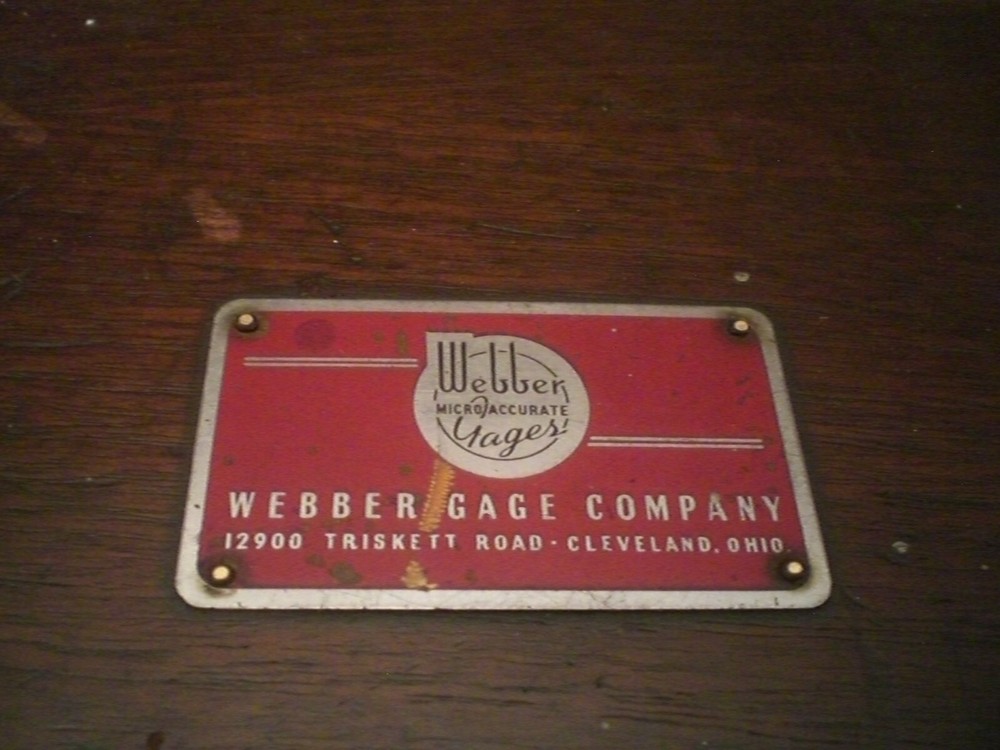 Webber
MICRO ACCURATE
Gages
WEBBER GAGE COMPANY
12900 TRISKETT ROAD · CLEVELAND, OHIO.